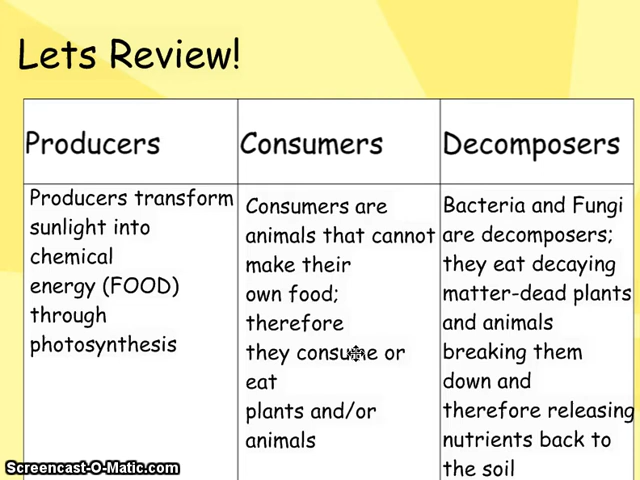 Lets Review!
Producers
Consumers
Decomposers
Producers transform
sunlight into
chemical
energy (FOOD)
through
photosynthesis
Consumers are
animals that cannot
make their
own food;
therefore
they consume or
eat
plants and/or
animals
Bacteria and Fungi
are decomposers;
they eat decaying
matter-dead plants
and animals
breaking them
down and
therefore releasing
nutrients back to
the soil
Screencast-O-Matic.com